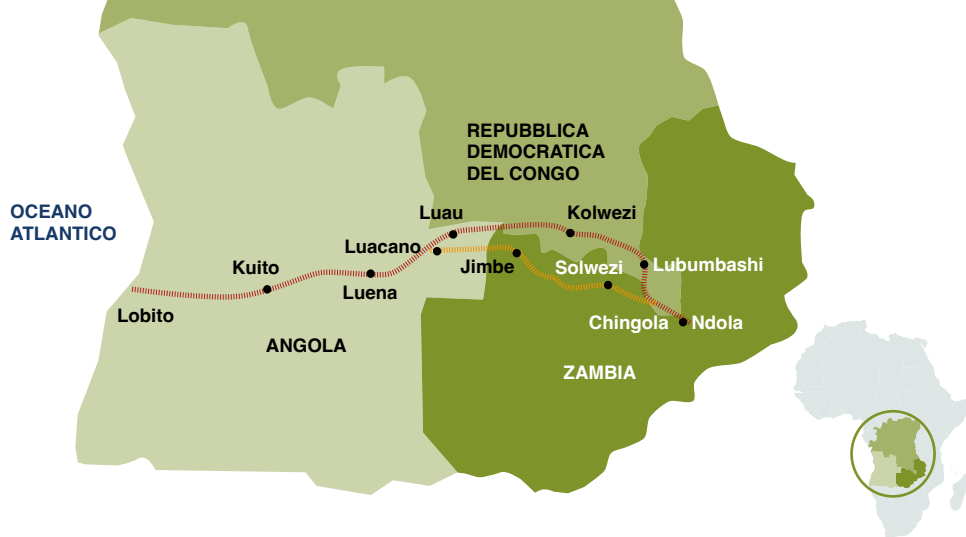 REPUBBLICA
DEMOCRATICA
DEL CONGO
OCEANO
ATLANTICO
Luau
Kolwezi
Luacano
Kuito
Jimbe
Solwezi
Lubumbashi
Luena
Lobito
Chingola
Ndola
ANGOLA
ZAMBIA